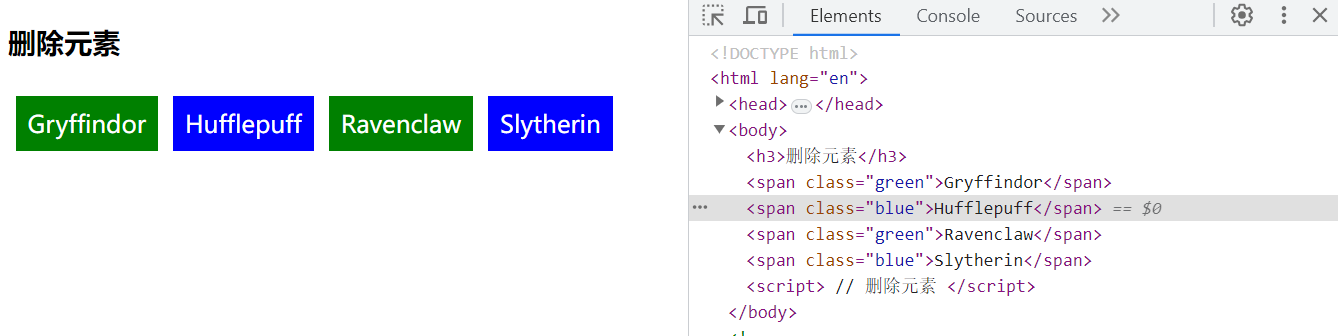 删除元素
Gryffindor Hufflepuff Ravenclaw Slytherin
Elements Console Sources
<!DOCTYPE html>
<html lang="en">
<head> ••• </head>
<body>
<h3>删除元素</h3>
<span class="green">Gryffindor</span>
••• <span class="blue">Hufflepuff</span> == $0
<span class="green">Ravenclaw</span>
<span class="blue">Slytherin</span>
<script> // 删除元素 </script>
</body>